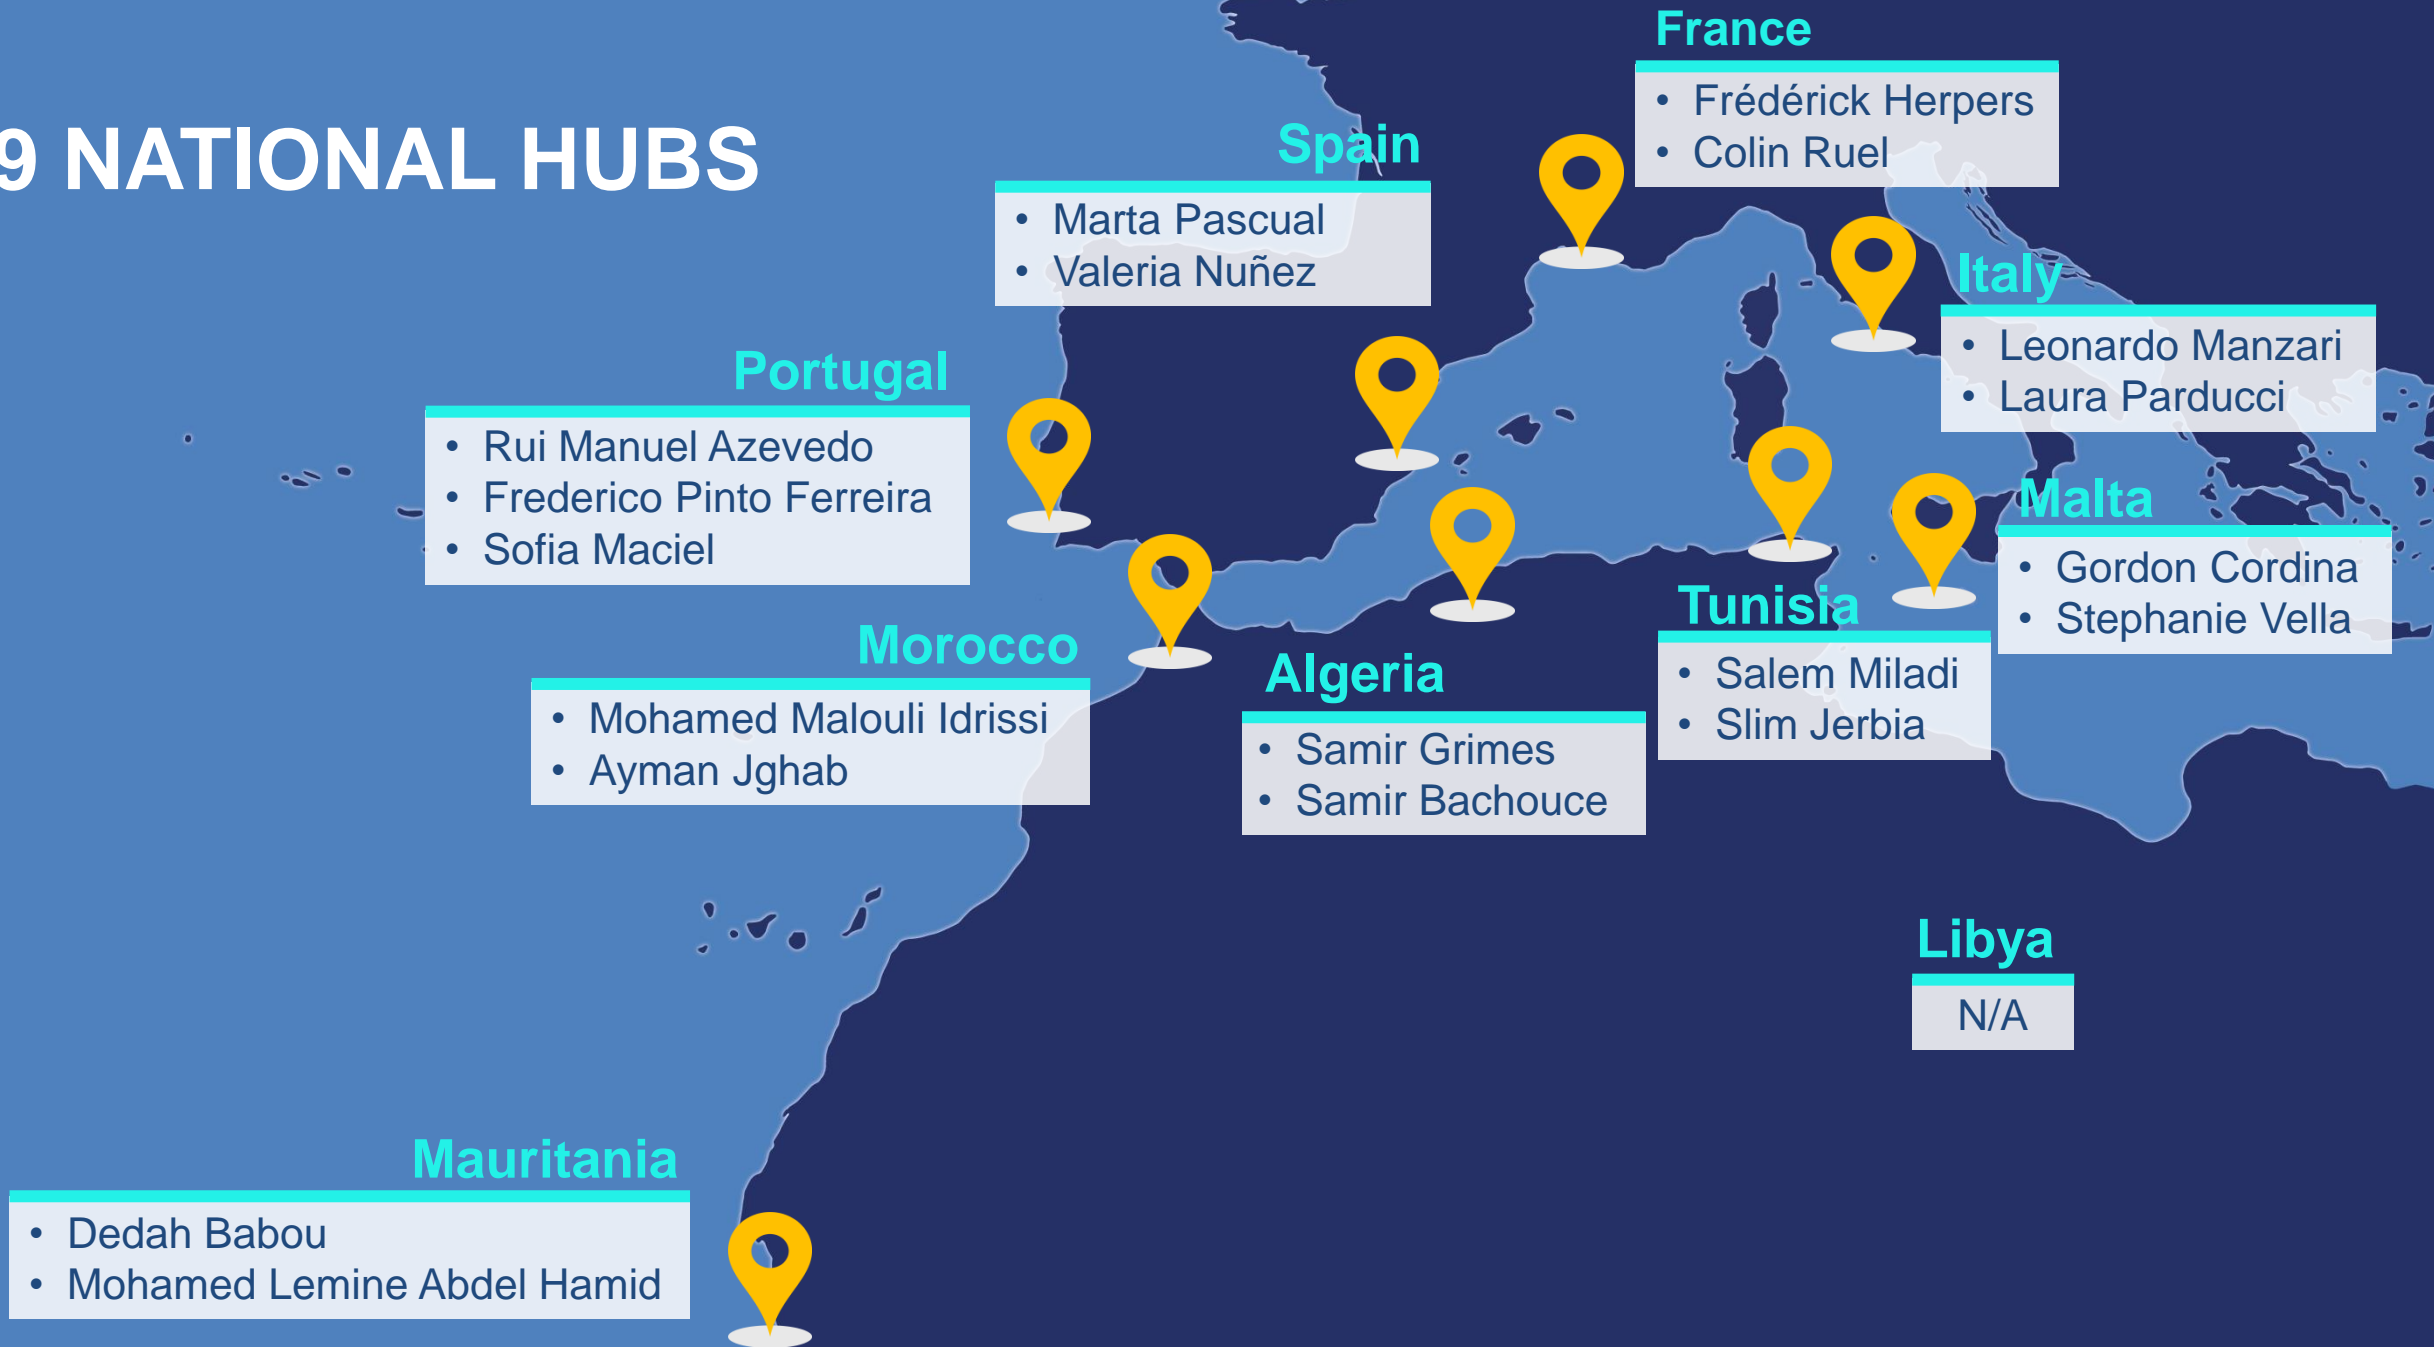 9 NATIONAL HUBS
France
• Frédérick Herpers
• Colin Ruel
Spain
• Marta Pascual
• Valeria Nuñez
Italy
• Leonardo Manzari
• Laura Parducci
Portugal
• Rui Manuel Azevedo
• Frederico Pinto Ferreira
• Sofia Maciel
Malta
• Gordon Cordina
• Stephanie Vella
Tunisia
• Salem Miladi
• Slim Jerbia
Morocco
• Mohamed Malouli Idrissi
• Ayman Jghab
Algeria
• Samir Grimes
• Samir Bachouce
Libya
N/A
Mauritania
• Dedah Babou
• Mohamed Lemine Abdel Hamid